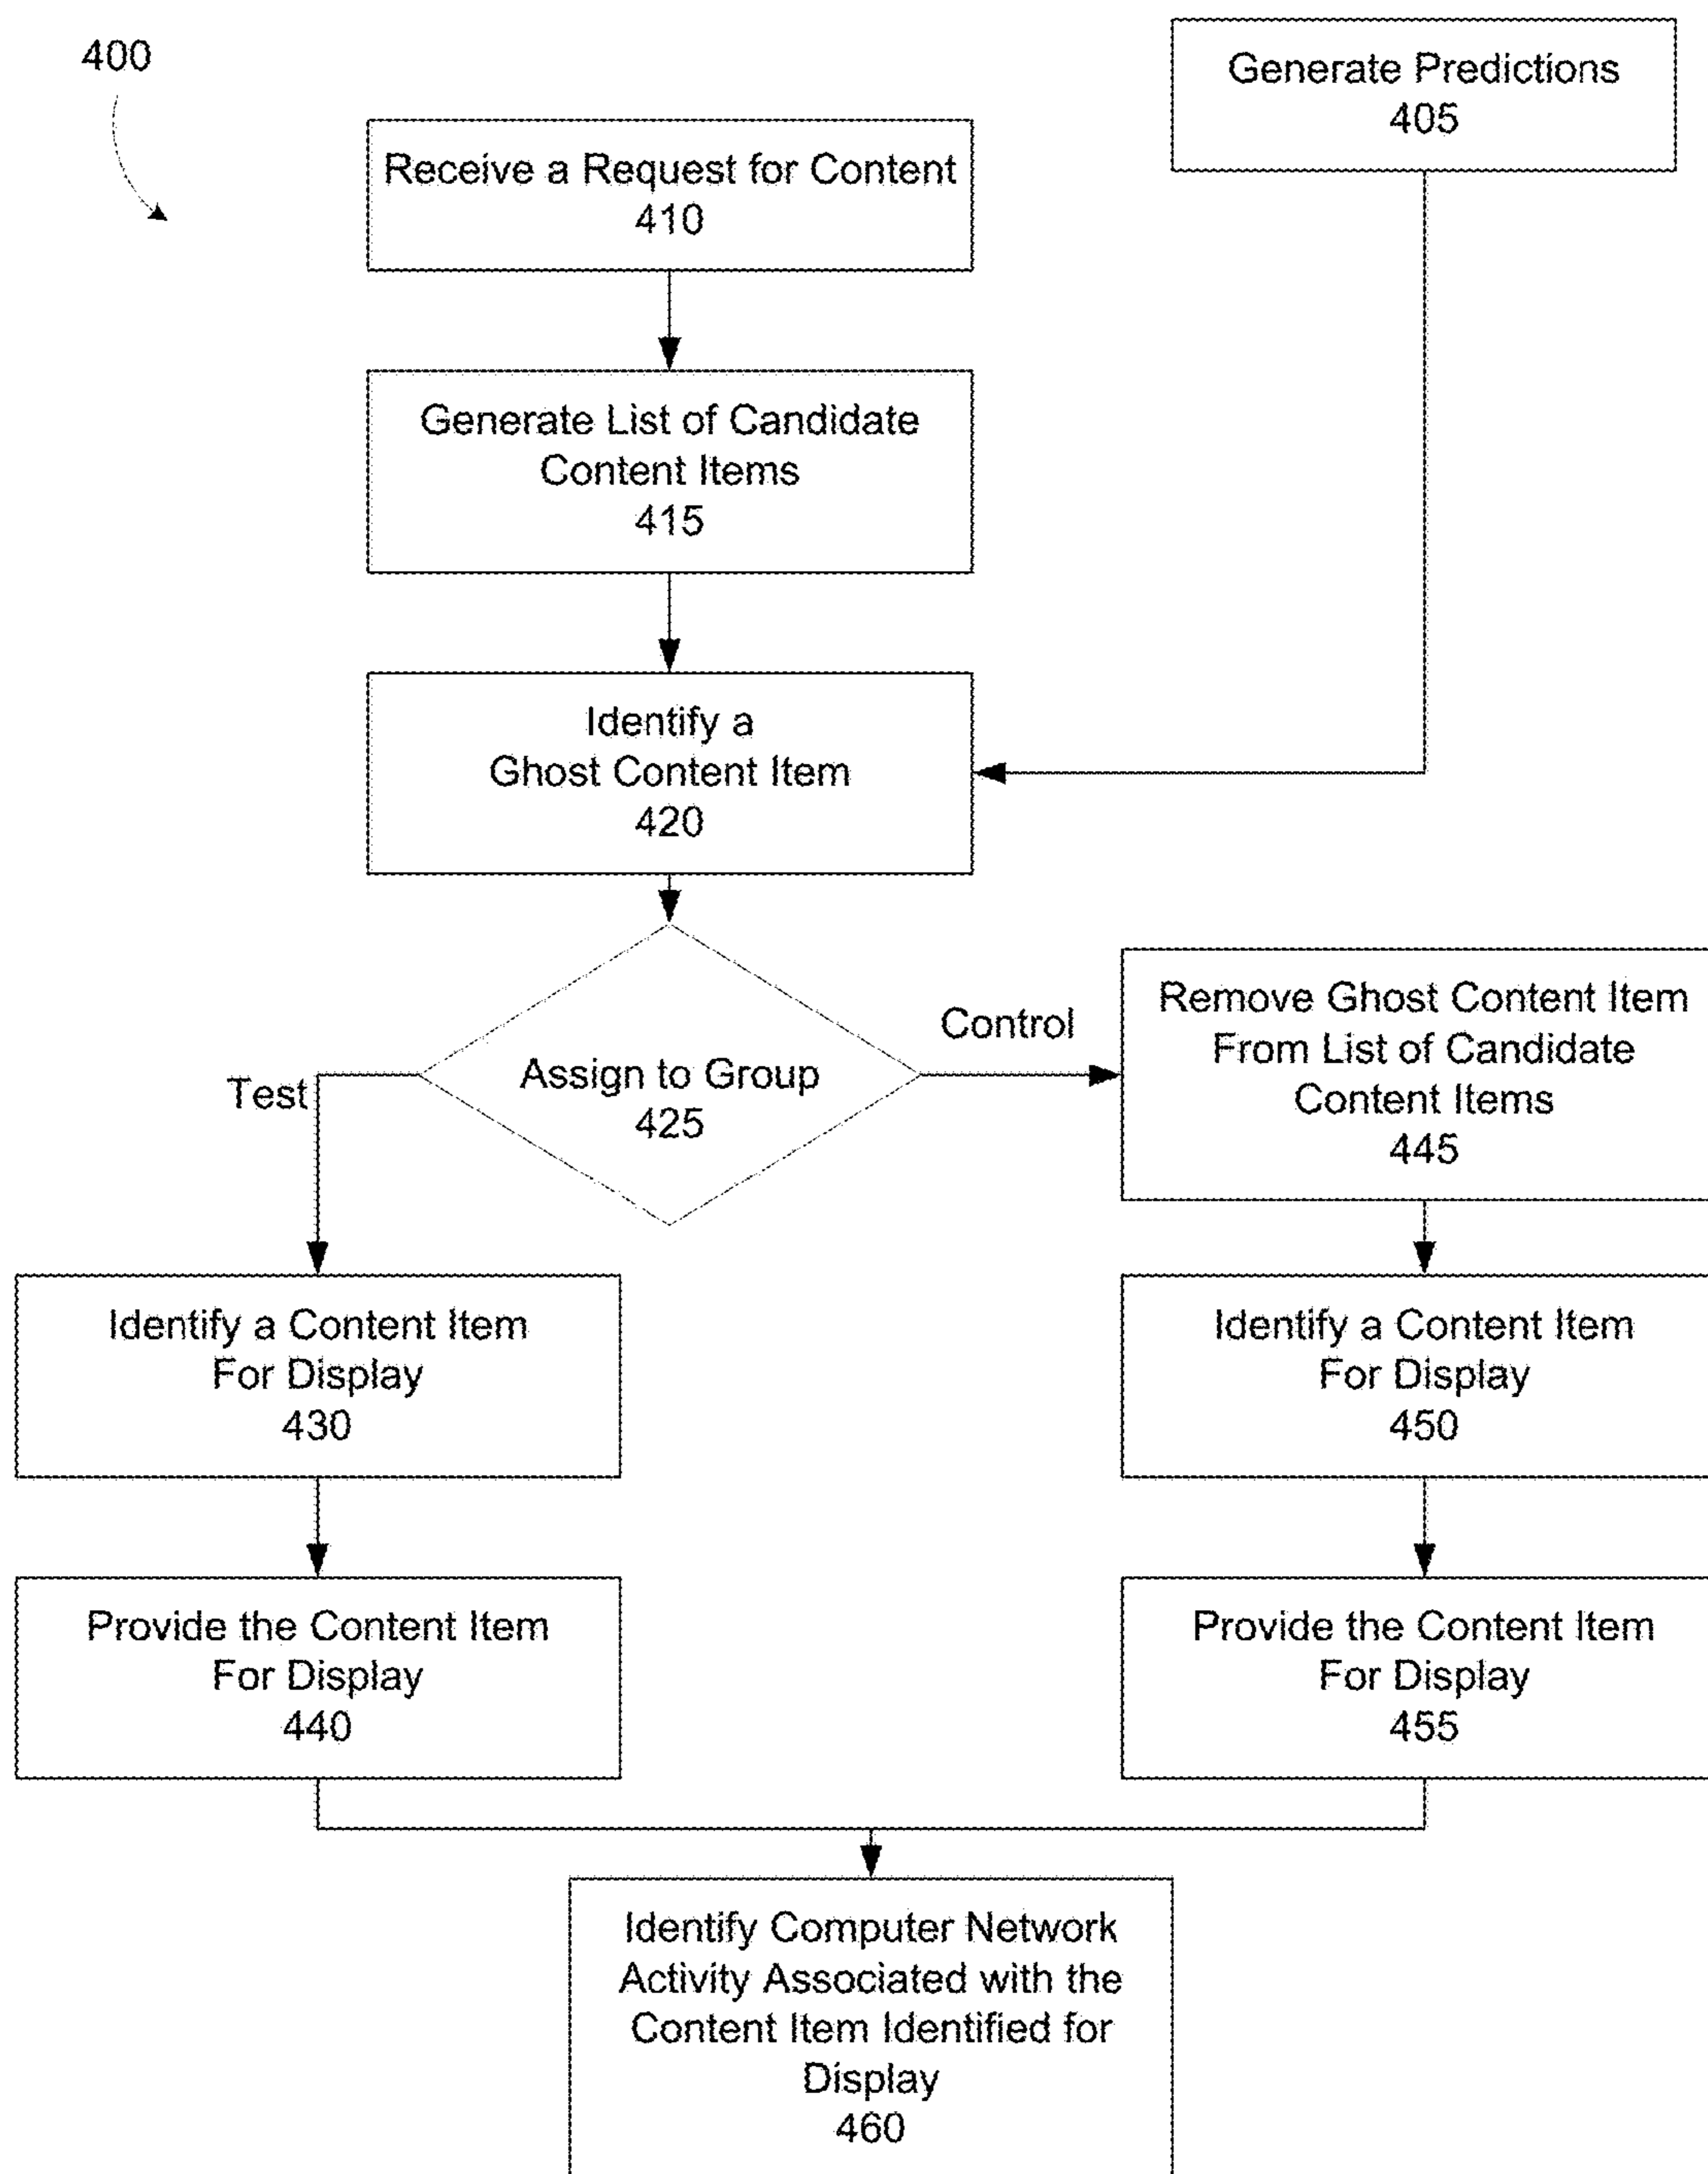 400
Generate Predictions
405
Receive a Request for Content
410
Generate List of Candidate
Content Items
415
Identify a
Ghost Content Item
420
Assign to Group
425
Test
Control
Remove Ghost Content Item
From List of Candidate
Content Items
445
Identify a Content Item
For Display
430
Identify a Content Item
For Display
450
Provide the Content Item
For Display
440
Provide the Content Item
For Display
455
Identify Computer Network
Activity Associated with the
Content Item Identified for
Display
460